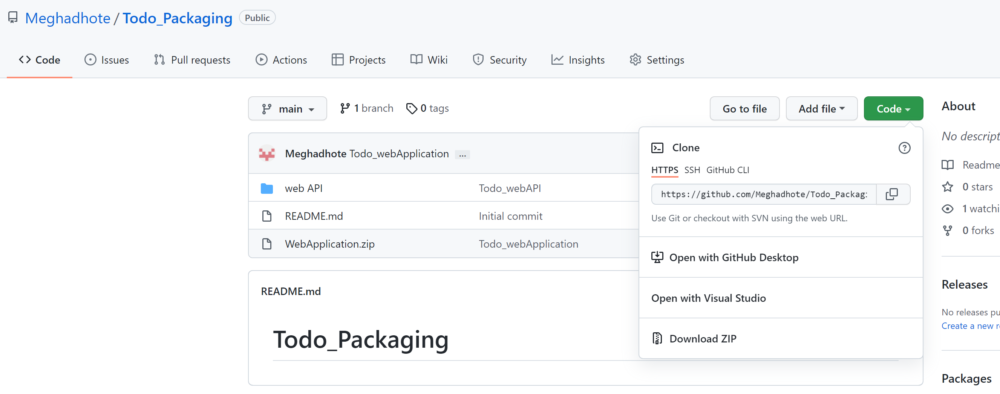 Meghadhote / Todo_Packaging Public
Code Issues Pull requests Actions Projects Wiki Security Insights Settings
main 1 branch 0 tags Go to file Add file Code
Meghadhote Todo_webApplication ...
web API Todo_webAPI
README.md Initial commit
WebApplication.zip Todo_webApplication
README.md
Todo_Packaging
Clone
HTTPS SSH GitHub CLI
https://github.com/Meghadhote/Todo_Packag
Use Git or checkout with SVN using the web URL.
Open with GitHub Desktop
Open with Visual Studio
Download ZIP
About
No descript
Readme
0 stars
1 watchi
0 forks
Releases
No releases pu
Create a new r
Packages